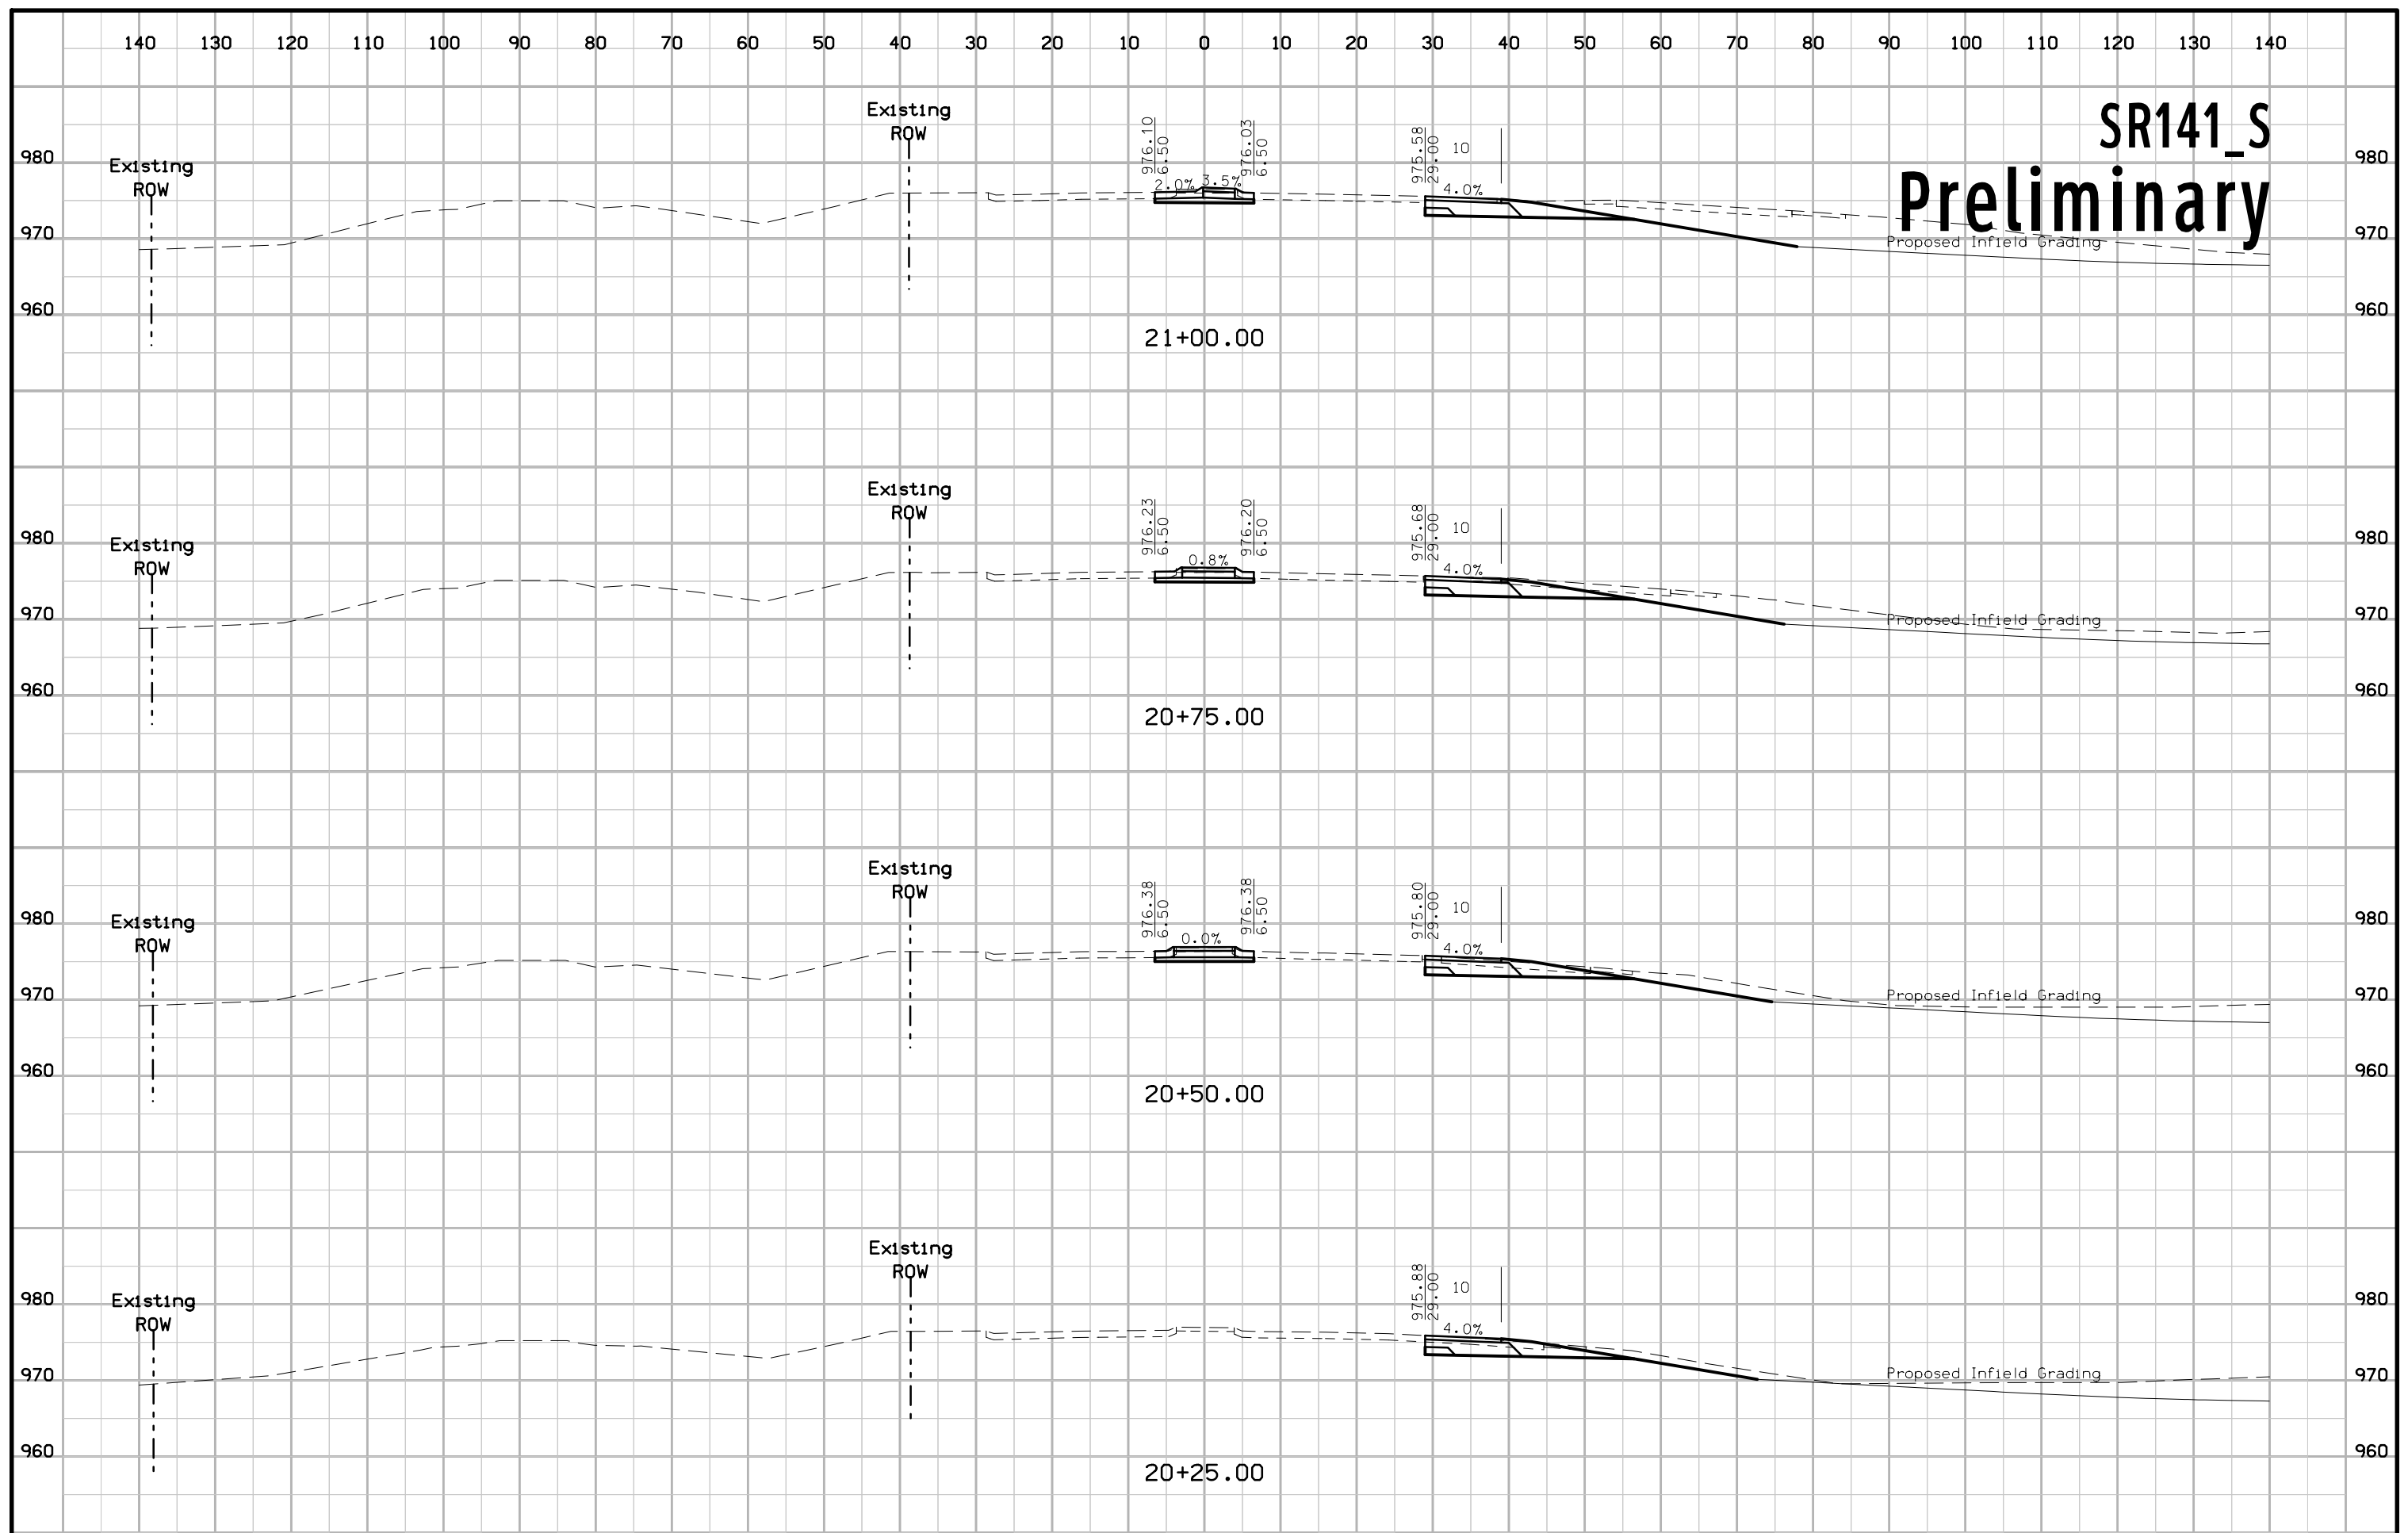 140 130 120 110 100 90 80 70 60 50 40 30 20 10 0 10 20 30 40 50 60 70 80 90 100 110 120 130 140
SR141_S
Preliminary
Existing
ROW
Existing
ROW
976.10
6.50
976.03
6.50
975.58
29.00
10
2.0%
3.5%
4.0%
980
980
970
970
960
960
Proposed Infield Grading
21+00.00
Existing
ROW
Existing
ROW
976.23
6.50
976.20
6.50
975.68
29.00
10
0.8%
4.0%
980
980
970
970
960
960
Proposed Infield Grading
20+75.00
Existing
ROW
Existing
ROW
976.38
6.50
976.38
6.50
975.80
29.00
10
0.0%
4.0%
980
980
970
970
960
960
Proposed Infield Grading
20+50.00
Existing
ROW
Existing
ROW
975.88
29.00
10
4.0%
980
980
970
970
960
960
Proposed Infield Grading
20+25.00